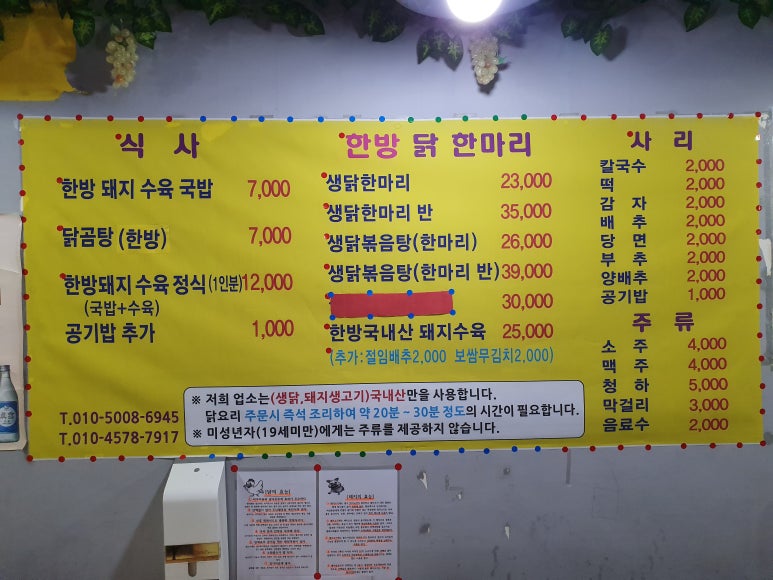 식 사
한방 돼지 수육 국밥 7,000
닭곰탕 (한방) 7,000
한방돼지 수육 정식(1인분) 12,000
(국밥+수육)
공기밥 추가 1,000
한방 닭 한마리
생닭한마리 23,000
생닭한마리 반 35,000
생닭볶음탕(한마리) 26,000
생닭볶음탕(한마리 반) 39,000
30,000
한방국내산 돼지수육 25,000
(추가:절임배추2,000 보쌈무김치2,000)
사 리
칼국수 2,000
떡 2,000
감 자 2,000
배 추 2,000
당 면 2,000
부 추 2,000
양배추 2,000
공기밥 1,000
주 류
소 주 4,000
맥 주 4,000
청 하 5,000
막걸리 3,000
음료수 2,000
T.010-5008-6945
T.010-4578-7917
※ 저희 업소는(생닭,돼지생고기)국내산만을 사용합니다.
닭요리 주문시 즉석 조리하여 약 20분 ~ 30분 정도의 시간이 필요합니다.
※ 미성년자(19세미만)에게는 주류를 제공하지 않습니다.